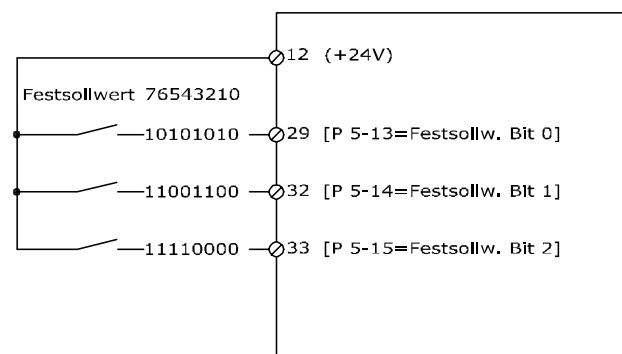 12 (+24V)
Festsollwert 76543210
10101010 29 [P 5-13=Festsollw. Bit 0]
11001100 32 [P 5-14=Festsollw. Bit 1]
11110000 33 [P 5-15=Festsollw. Bit 2]